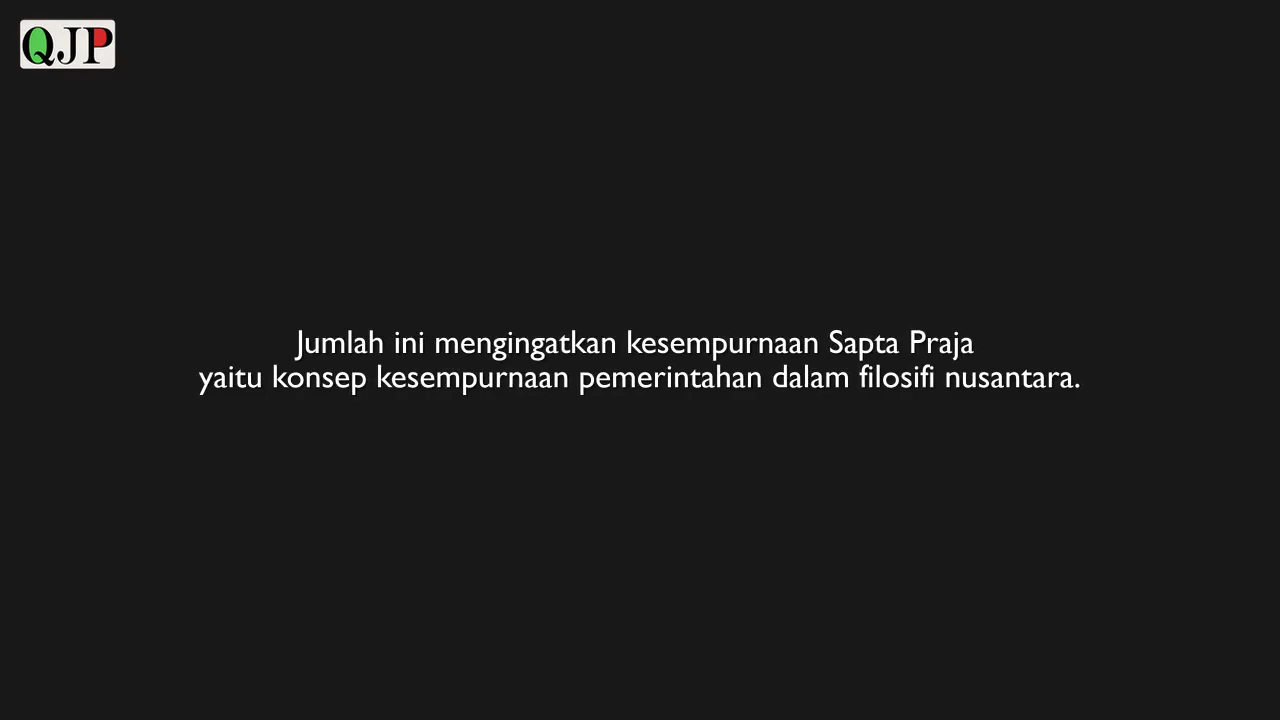 QJP
Jumlah ini mengingatkan kesempurnaan Sapta Praja
yaitu konsep kesempurnaan pemerintahan dalam filosifi nusantara.